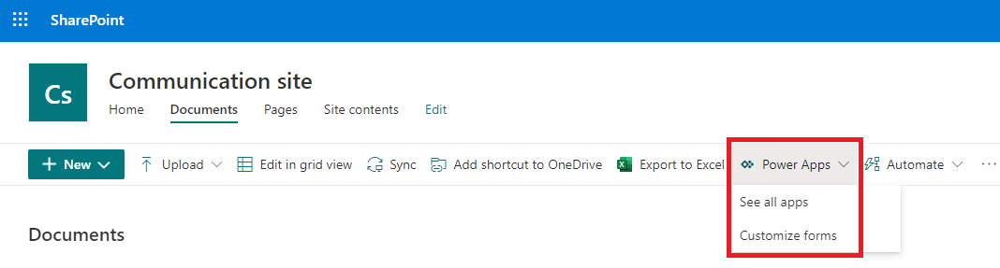 SharePoint
Cs
Communication site
Home Documents Pages Site contents Edit
New Upload Edit in grid view Sync Add shortcut to OneDrive Export to Excel Power Apps Automate ...
See all apps
Customize forms
Documents